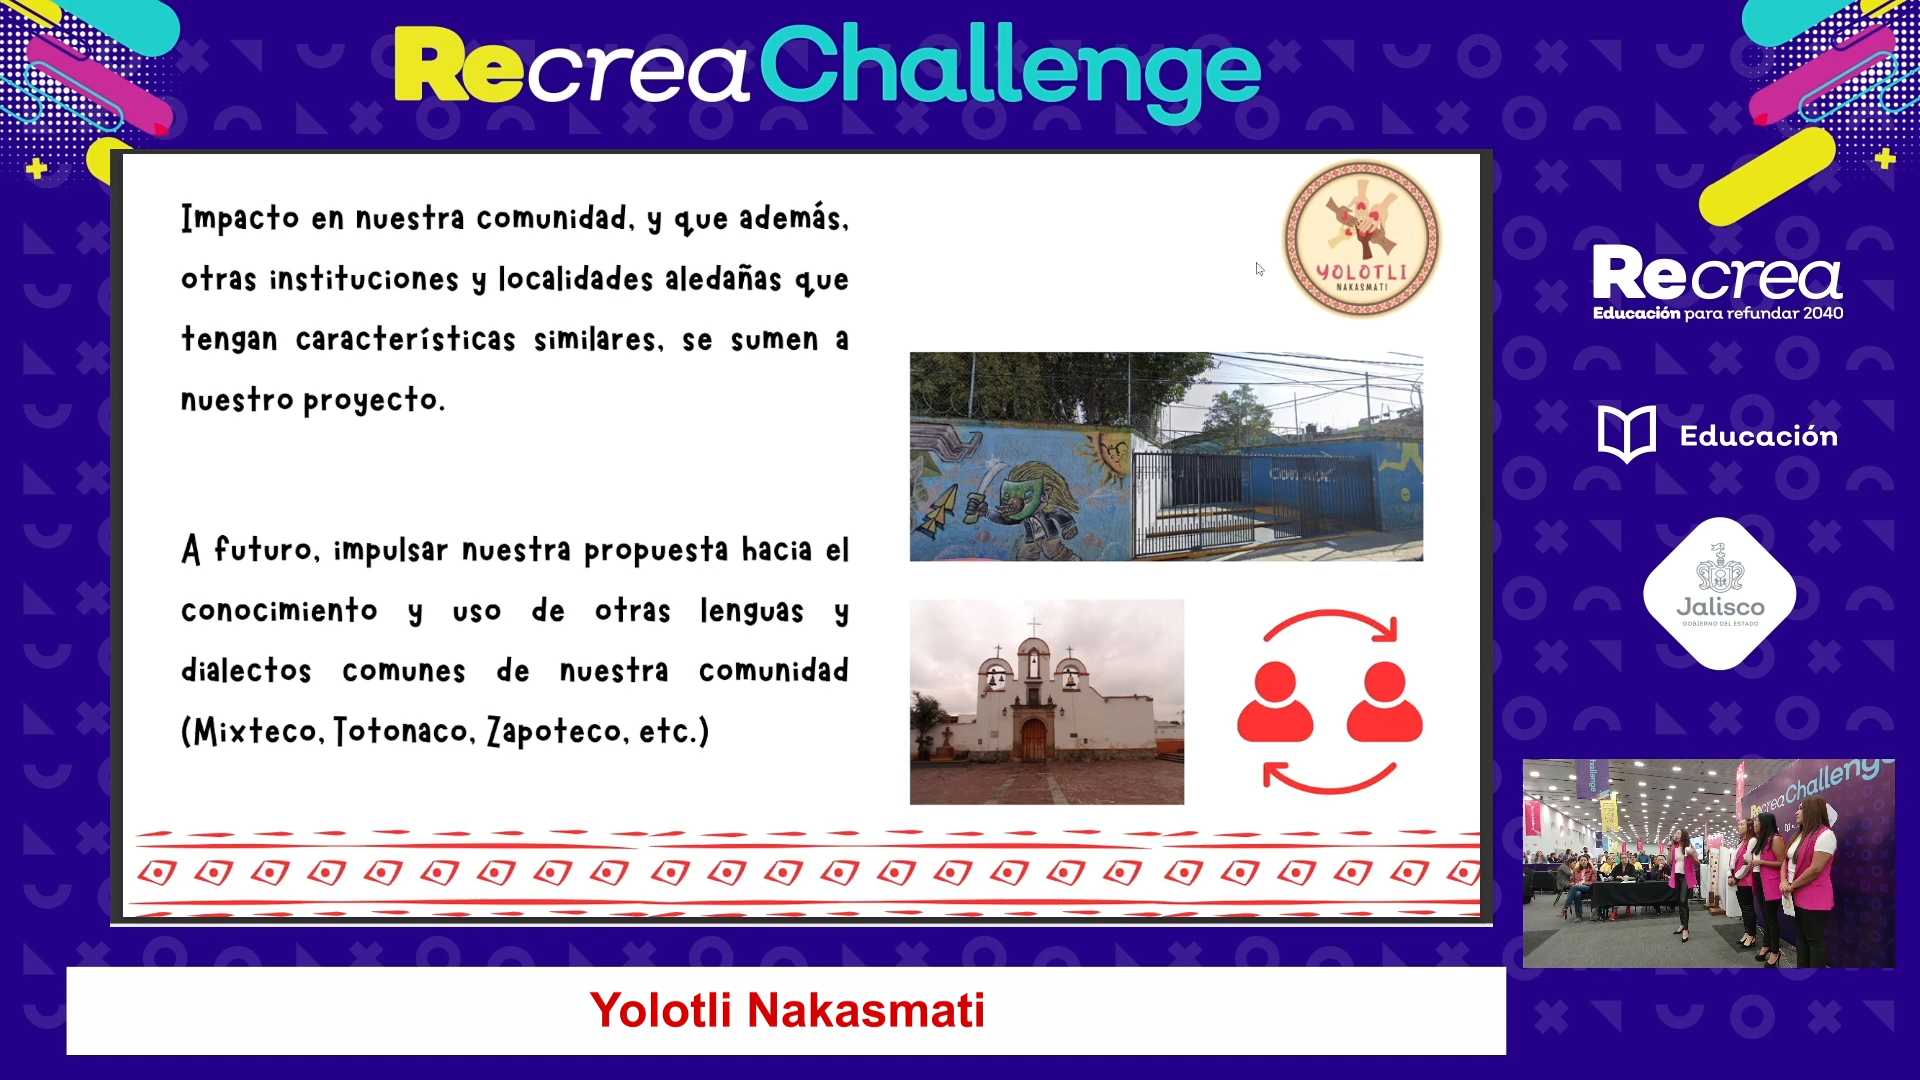 RecreaChallenge
Impacto en nuestra comunidad, y que además,
otras instituciones y localidades aledañas que
tengan características similares, se sumen a
nuestro proyecto.
A futuro, impulsar nuestra propuesta hacia el
conocimiento y uso de otras lenguas y
dialectos comunes de nuestra comunidad
(Mixteco, Totonaco, Zapoteco, etc.)
YOLOTLI
NAKASMATI
Recrea
Educación para refundar 2040
Educación
Jalisco
GOBIERNO DEL ESTADO
RecreaChallenge
Yolotli Nakasmati